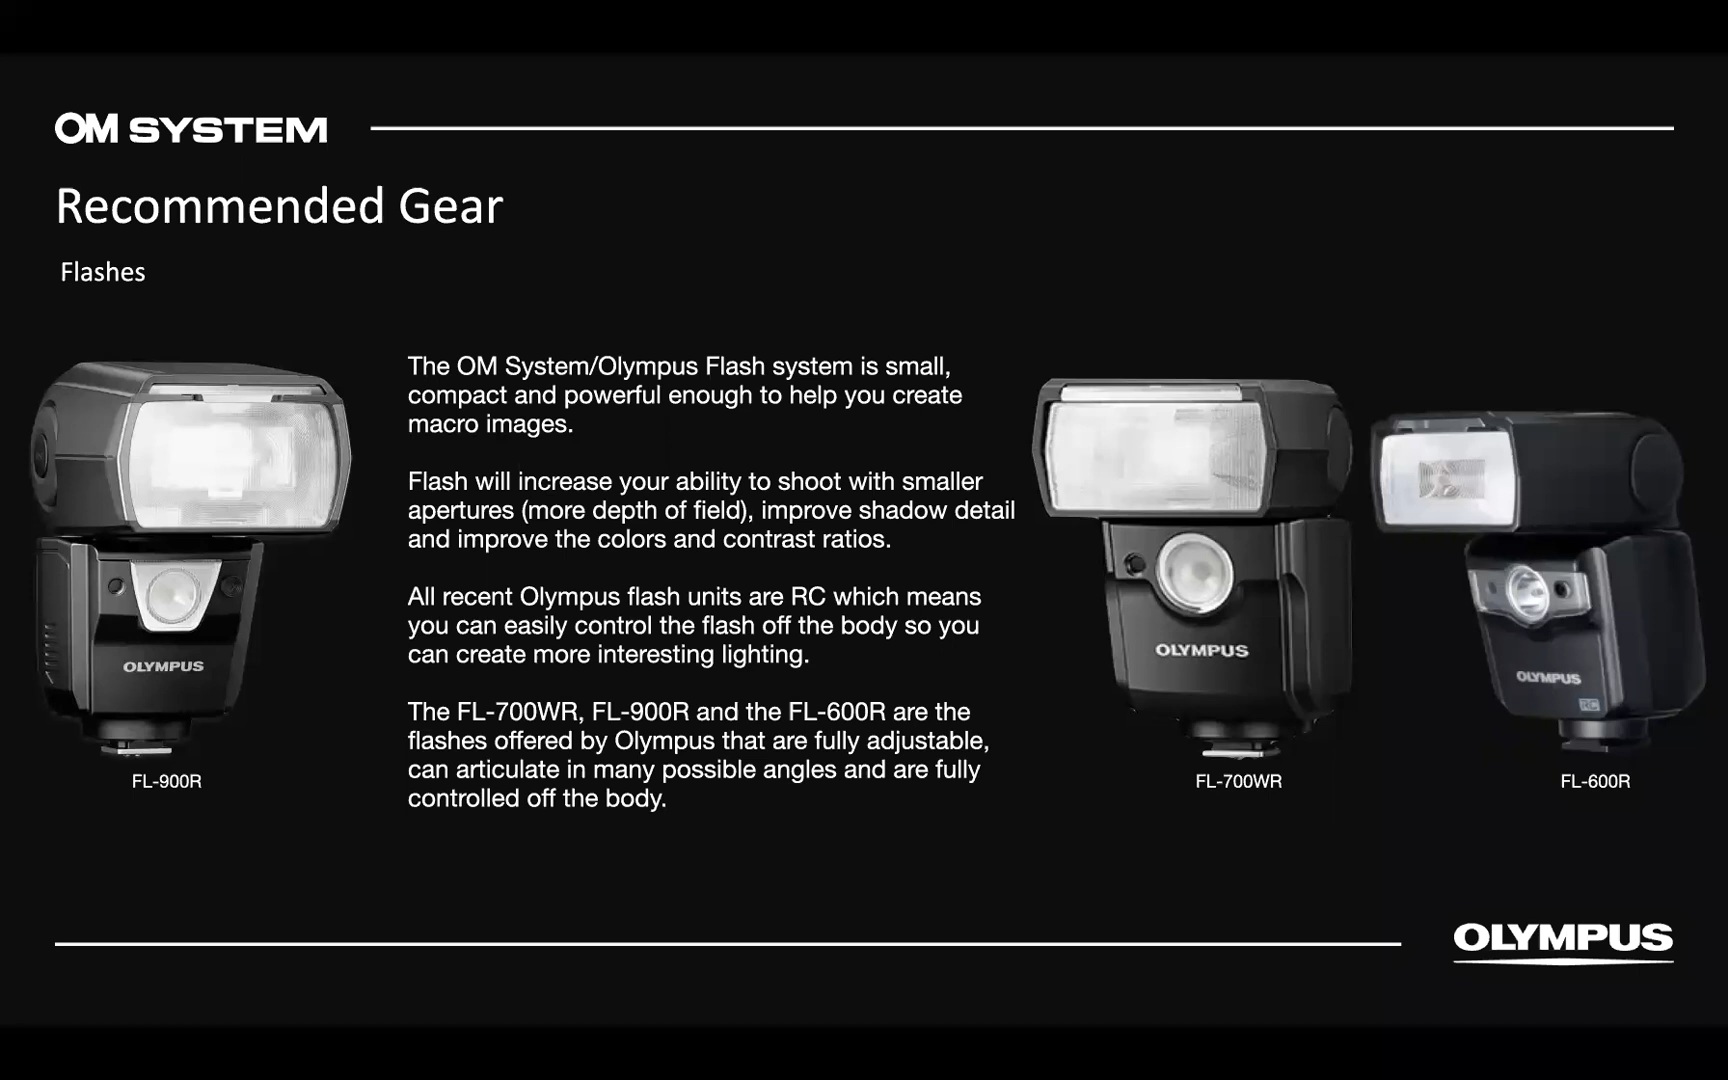 OM SYSTEM
Recommended Gear
Flashes
The OM System/Olympus Flash system is small,
compact and powerful enough to help you create
macro images.
Flash will increase your ability to shoot with smaller
apertures (more depth of field), improve shadow detail
and improve the colors and contrast ratios.
All recent Olympus flash units are RC which means
you can easily control the flash off the body so you
can create more interesting lighting.
The FL-700WR, FL-900R and the FL-600R are the
flashes offered by Olympus that are fully adjustable,
can articulate in many possible angles and are fully
controlled off the body.
OLYMPUS
FL-900R
OLYMPUS
FL-700WR
OLYMPUS
RC
FL-600R
OLYMPUS